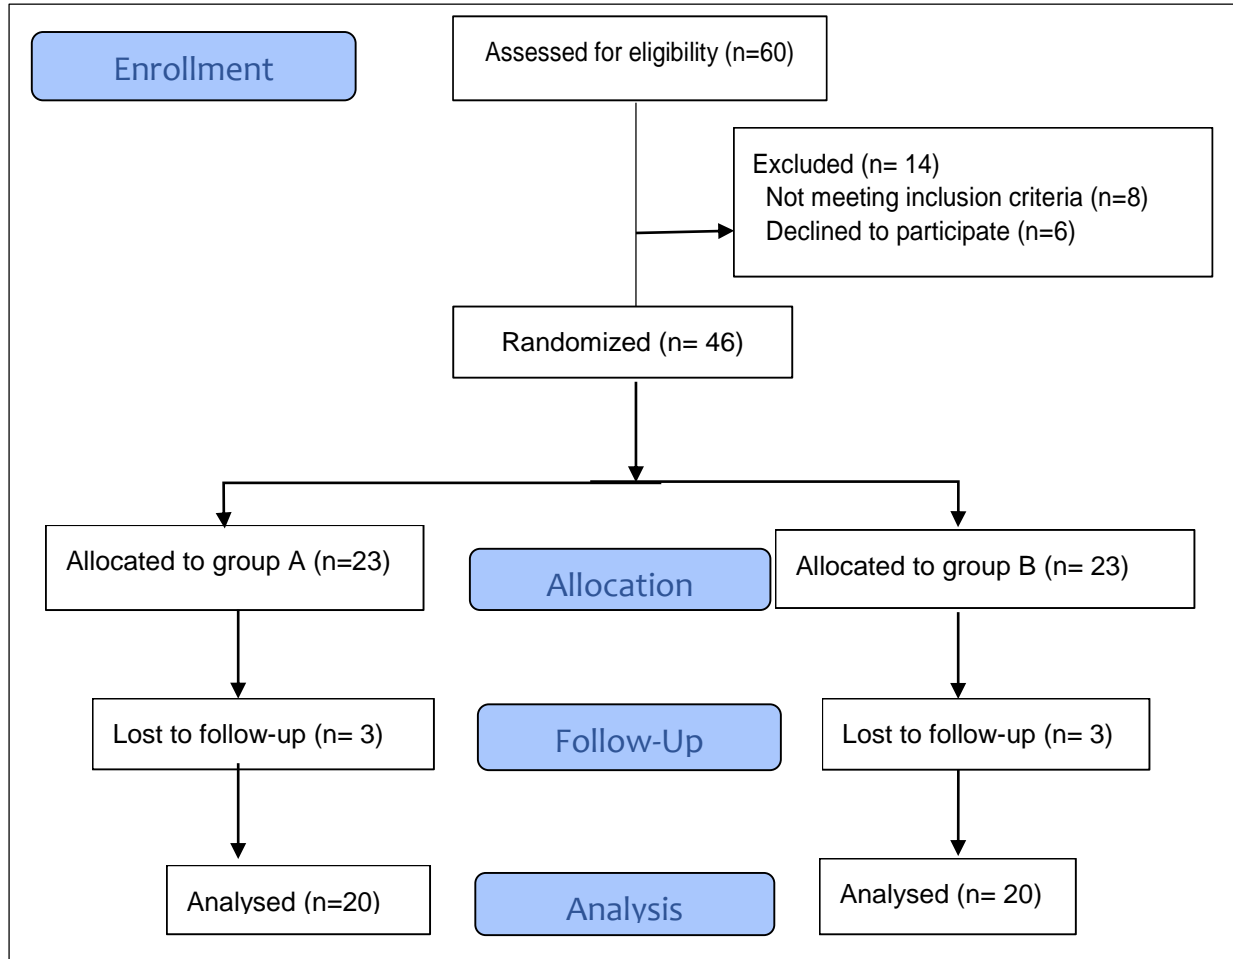 Enrollment
Assessed for eligibility (n=60)
Excluded (n= 14)
Not meeting inclusion criteria (n=8)
Declined to participate (n=6)
Randomized (n= 46)
Allocated to group A (n=23)
Allocation
Allocated to group B (n= 23)
Lost to follow-up (n= 3)
Follow-Up
Lost to follow-up (n= 3)
Analysed (n=20)
Analysis
Analysed (n= 20)